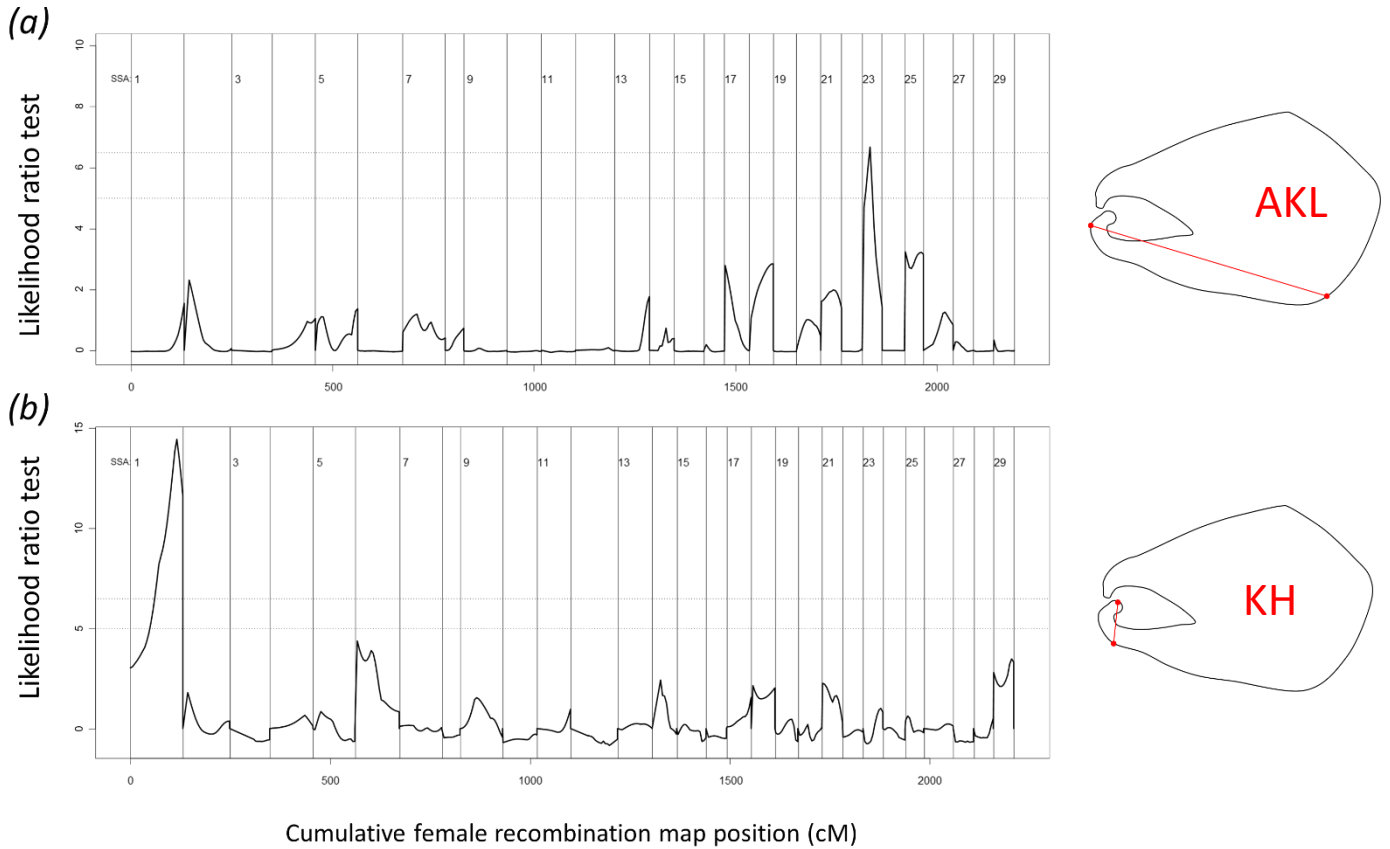 (a)
Likelihood ratio test
10
8
6
4
2
0
SSA: 1 3 5 7 9 11 13 15 17 19 21 23 25 27 29
0 500 1000 1500 2000
AKL
(b)
Likelihood ratio test
15
10
5
0
SSA: 1 3 5 7 9 11 13 15 17 19 21 23 25 27 29
0 500 1000 1500 2000
KH
Cumulative female recombination map position (cM)